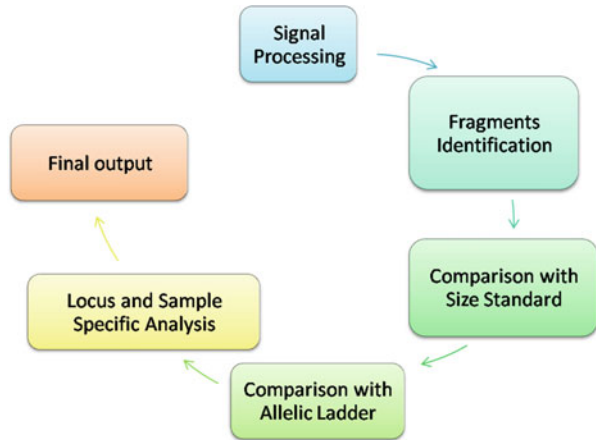 Signal
Processing
Fragments
Identification
Comparison with
Size Standard
Comparison with
Allelic Ladder
Locus and Sample
Specific Analysis
Final output